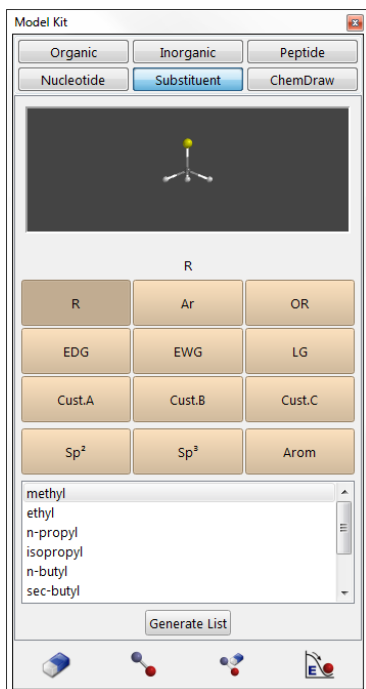 Model Kit
Organic Inorganic Peptide
Nucleotide Substituent ChemDraw
R
R Ar OR
EDG EWG LG
Cust.A Cust.B Cust.C
Sp² Sp³ Arom
methyl
ethyl
n-propyl
isopropyl
n-butyl
sec-butyl
Generate List
E